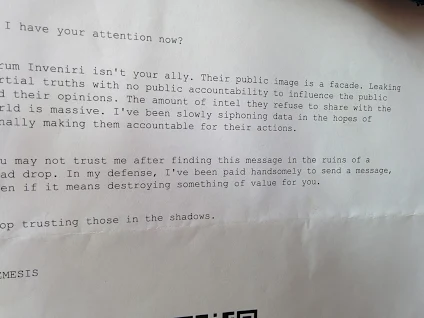 I have your attention now?
rum Inveniri isn't your ally. Their public image is a facade. Leaking
rtial truths with no public accountability to influence the public
d their opinions. The amount of intel they refuse to share with the
rld is massive. I've been slowly siphoning data in the hopes of
nally making them accountable for their actions.
u may not trust me after finding this message in the ruins of a
ad drop. In my defense, I've been paid handsomely to send a message,
en if it means destroying something of value for you.
op trusting those in the shadows.
EMESIS